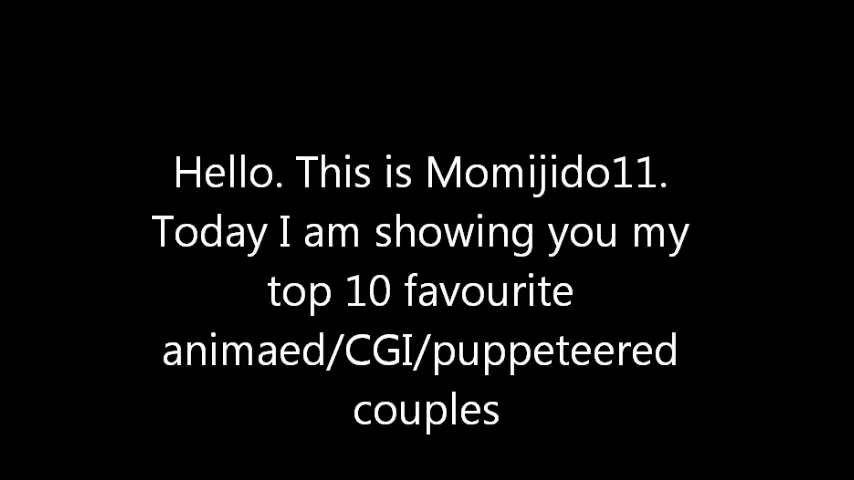 Hello. This is Momijido11.
Today I am showing you my
top 10 favourite
animaed/CGI/puppeteered
couples